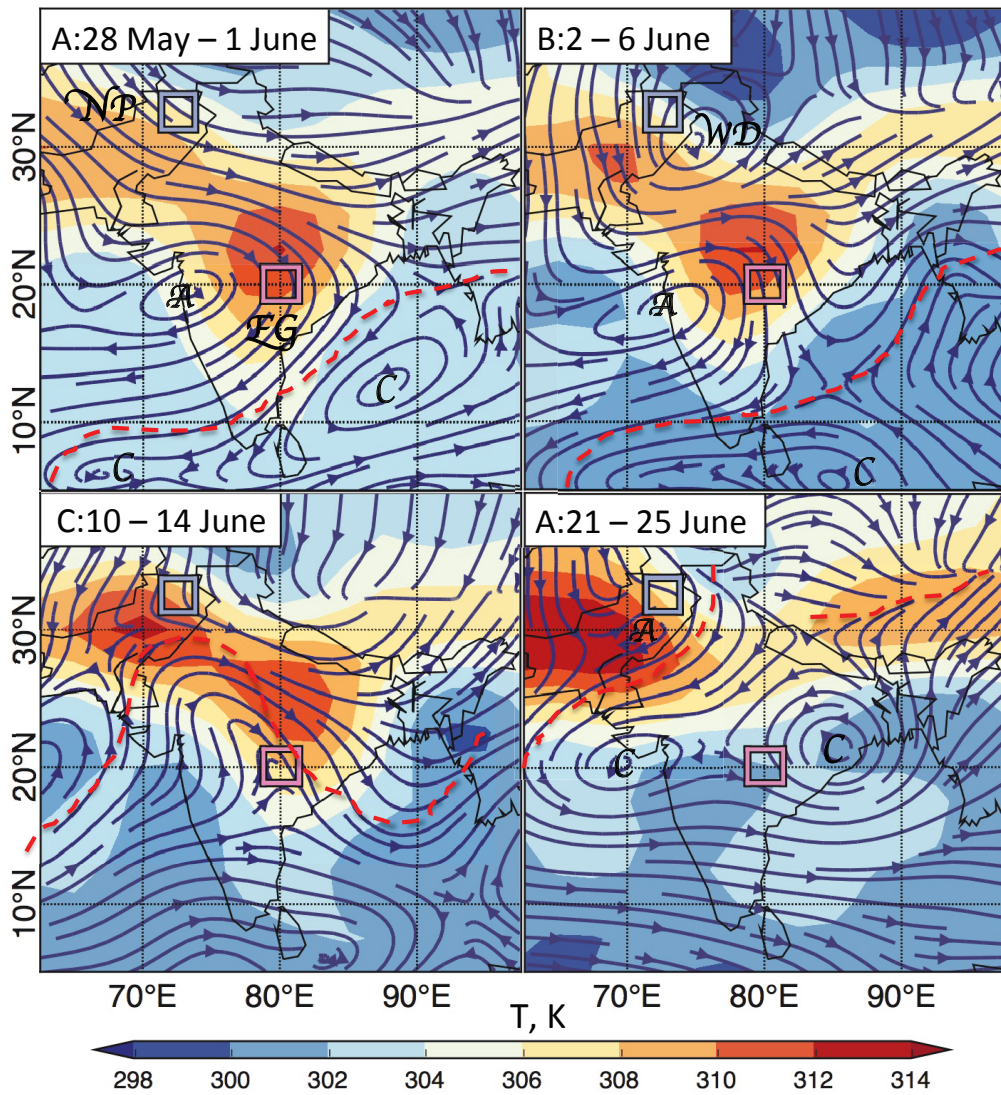 A:28 May – 1 June
B:2 – 6 June
NP
WD
30°N
A
A
20°N
EG
C
10°N
C
C
C:10 – 14 June
A:21 – 25 June
30°N
A
20°N
C
C
10°N
70°E 80°E 90°E 70°E 80°E 90°E
T, K
298 300 302 304 306 308 310 312 314